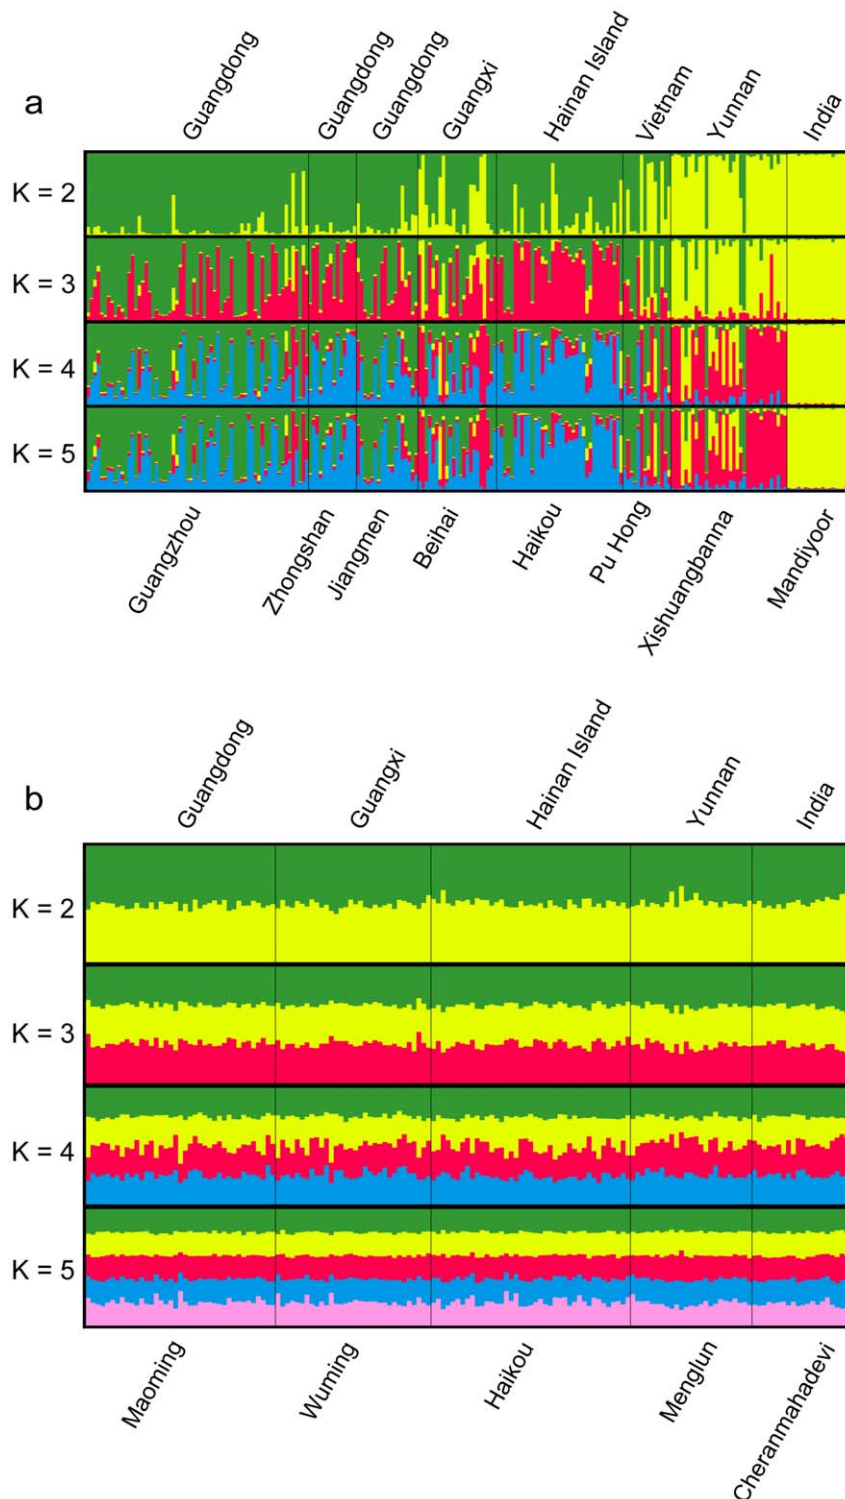 a
Guangdong
Guangdong
Guangdong
Guangxi
Hainan Island
Vietnam
Yunnan
India
K = 2
K = 3
K = 4
K = 5
Guangzhou
Zhongshan
Jiangmen
Beihai
Haikou
Pu Hong
Xishuangbanna
Mandiyoor
b
Guangdong
Guangxi
Hainan Island
Yunnan
India
K = 2
K = 3
K = 4
K = 5
Maoming
Wuming
Haikou
Menglun
Cheranmahadevi